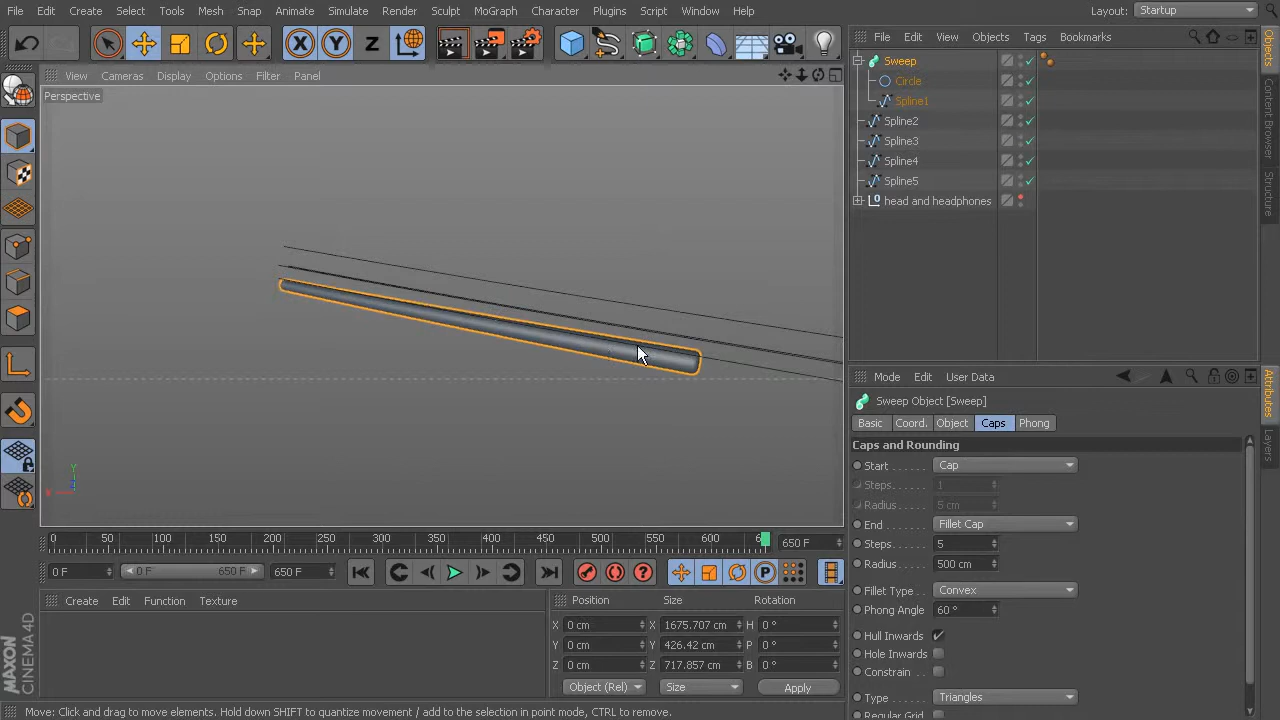 File Edit Create Select Tools Mesh Snap Animate Simulate Render Sculpt MoGraph Character Plugins Script Window Help Layout: Startup
X Y Z
File Edit View Objects Tags Bookmarks
View Cameras Display Options Filter Panel
Perspective
Sweep
Circle
Spline1
Spline2
Spline3
Spline4
Spline5
head and headphones
Objects
Content Browser
Structure
Mode Edit User Data
Sweep Object [Sweep]
Basic Coord. Object Caps Phong
Caps and Rounding
Start Cap
Steps 1
Radius 5 cm
End Fillet Cap
Steps 5
Radius 500 cm
Fillet Type Convex
Phong Angle 60 °
Hull Inwards
Hole Inwards
Constrain
Type Triangles
Regular Grid
Attributes
Layers
Y
X Z
0 50 100 150 200 250 300 350 400 450 500 550 600 650 F
0 F 0 F 650 F 650 F
Create Edit Function Texture
Position Size Rotation
X 0 cm X 1675.707 cm H 0 °
Y 0 cm Y 426.42 cm P 0 °
Z 0 cm Z 717.857 cm B 0 °
Object (Rel) Size Apply
MAXON
CINEMA 4D
Move: Click and drag to move elements. Hold down SHIFT to quantize movement / add to the selection in point mode, CTRL to remove.